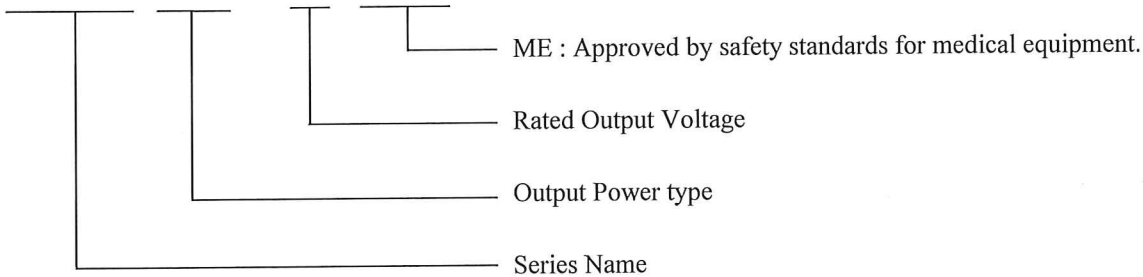 ME : Approved by safety standards for medical equipment.
Rated Output Voltage
Output Power type
Series Name